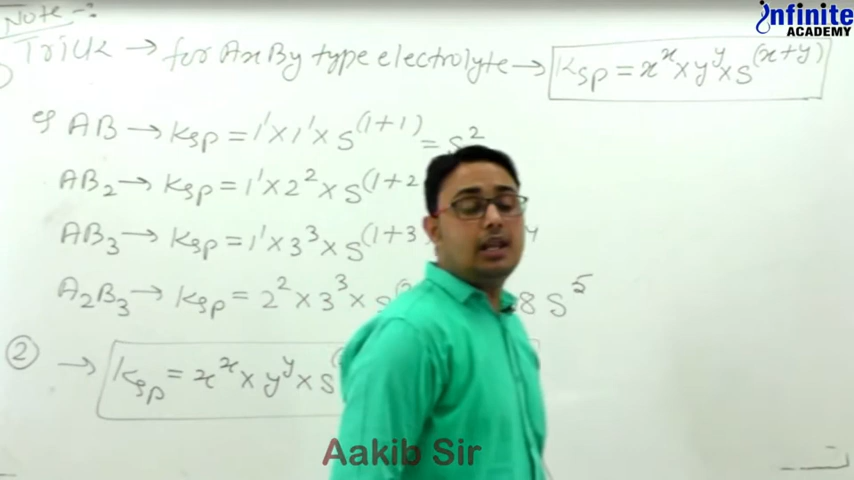 Note -:
Infinite
ACADEMY
Trick → for AxBy type electrolyte → Ksp = x^x × y^y × S^(x+y)
eg AB → Ksp = 1^1 × 1^1 × S^(1+1) = S^2
AB2 → Ksp = 1^1 × 2^2 × S^(1+2
AB3 → Ksp = 1^1 × 3^3 × S^(1+3) 4
A2B3 → Ksp = 2^2 × 3^3 × S 8 S^5
② → Ksp = x^x × y^y × S
Aakib Sir